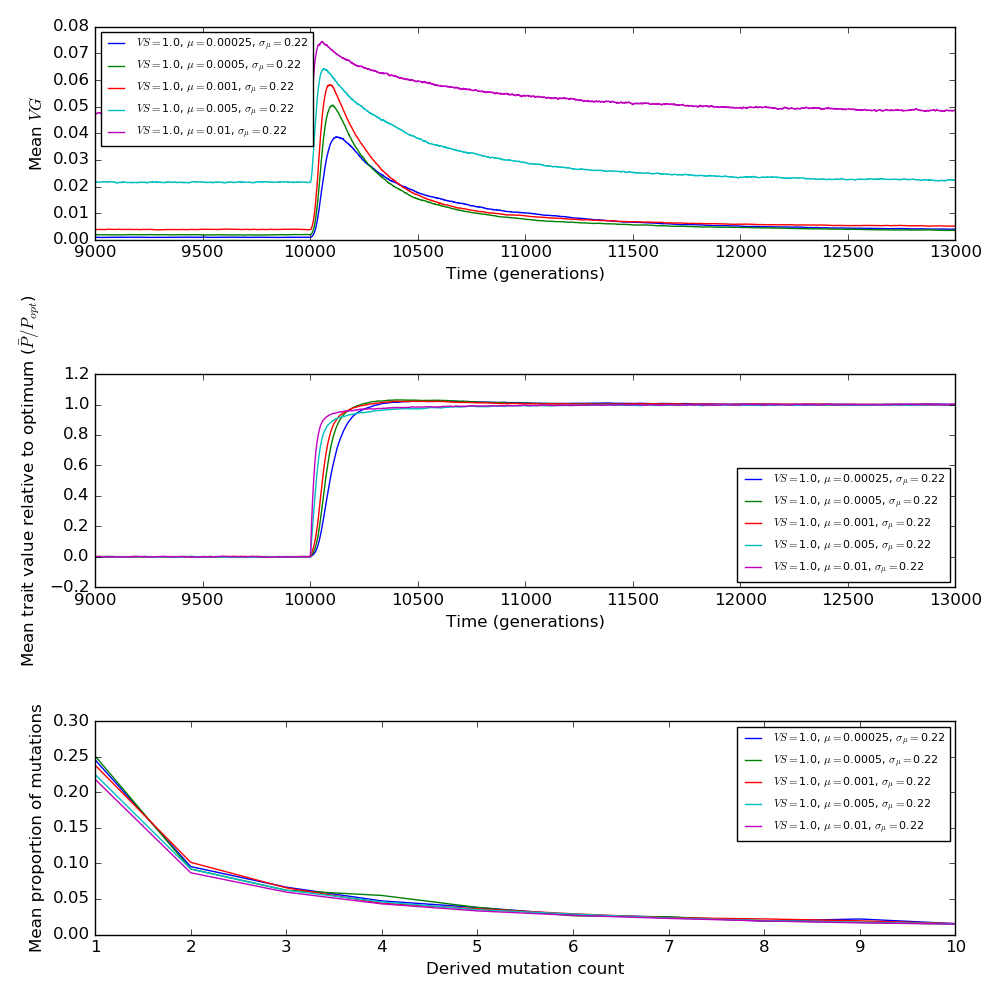 0.08
0.07
0.06
0.05
0.04
0.03
0.02
0.01
0.00
Mean VG
VS = 1.0, μ = 0.00025, σμ = 0.22
VS = 1.0, μ = 0.0005, σμ = 0.22
VS = 1.0, μ = 0.001, σμ = 0.22
VS = 1.0, μ = 0.005, σμ = 0.22
VS = 1.0, μ = 0.01, σμ = 0.22
9000 9500 10000 10500 11000 11500 12000 12500 13000
Time (generations)
1.2
1.0
0.8
0.6
0.4
0.2
0.0
−0.2
Mean trait value relative to optimum (P̄/Popt)
VS = 1.0, μ = 0.00025, σμ = 0.22
VS = 1.0, μ = 0.0005, σμ = 0.22
VS = 1.0, μ = 0.001, σμ = 0.22
VS = 1.0, μ = 0.005, σμ = 0.22
VS = 1.0, μ = 0.01, σμ = 0.22
9000 9500 10000 10500 11000 11500 12000 12500 13000
Time (generations)
0.30
0.25
0.20
0.15
0.10
0.05
0.00
Mean proportion of mutations
VS = 1.0, μ = 0.00025, σμ = 0.22
VS = 1.0, μ = 0.0005, σμ = 0.22
VS = 1.0, μ = 0.001, σμ = 0.22
VS = 1.0, μ = 0.005, σμ = 0.22
VS = 1.0, μ = 0.01, σμ = 0.22
1 2 3 4 5 6 7 8 9 10
Derived mutation count